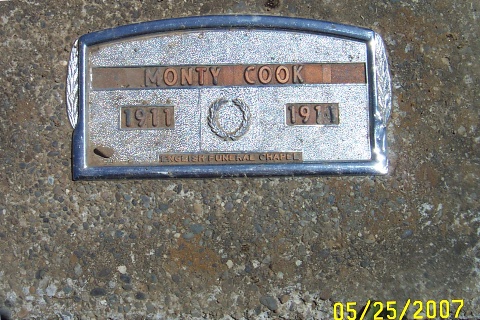 MONTY COOK
1911 1911
ENGLISH FUNERAL CHAPEL
05/25/2007